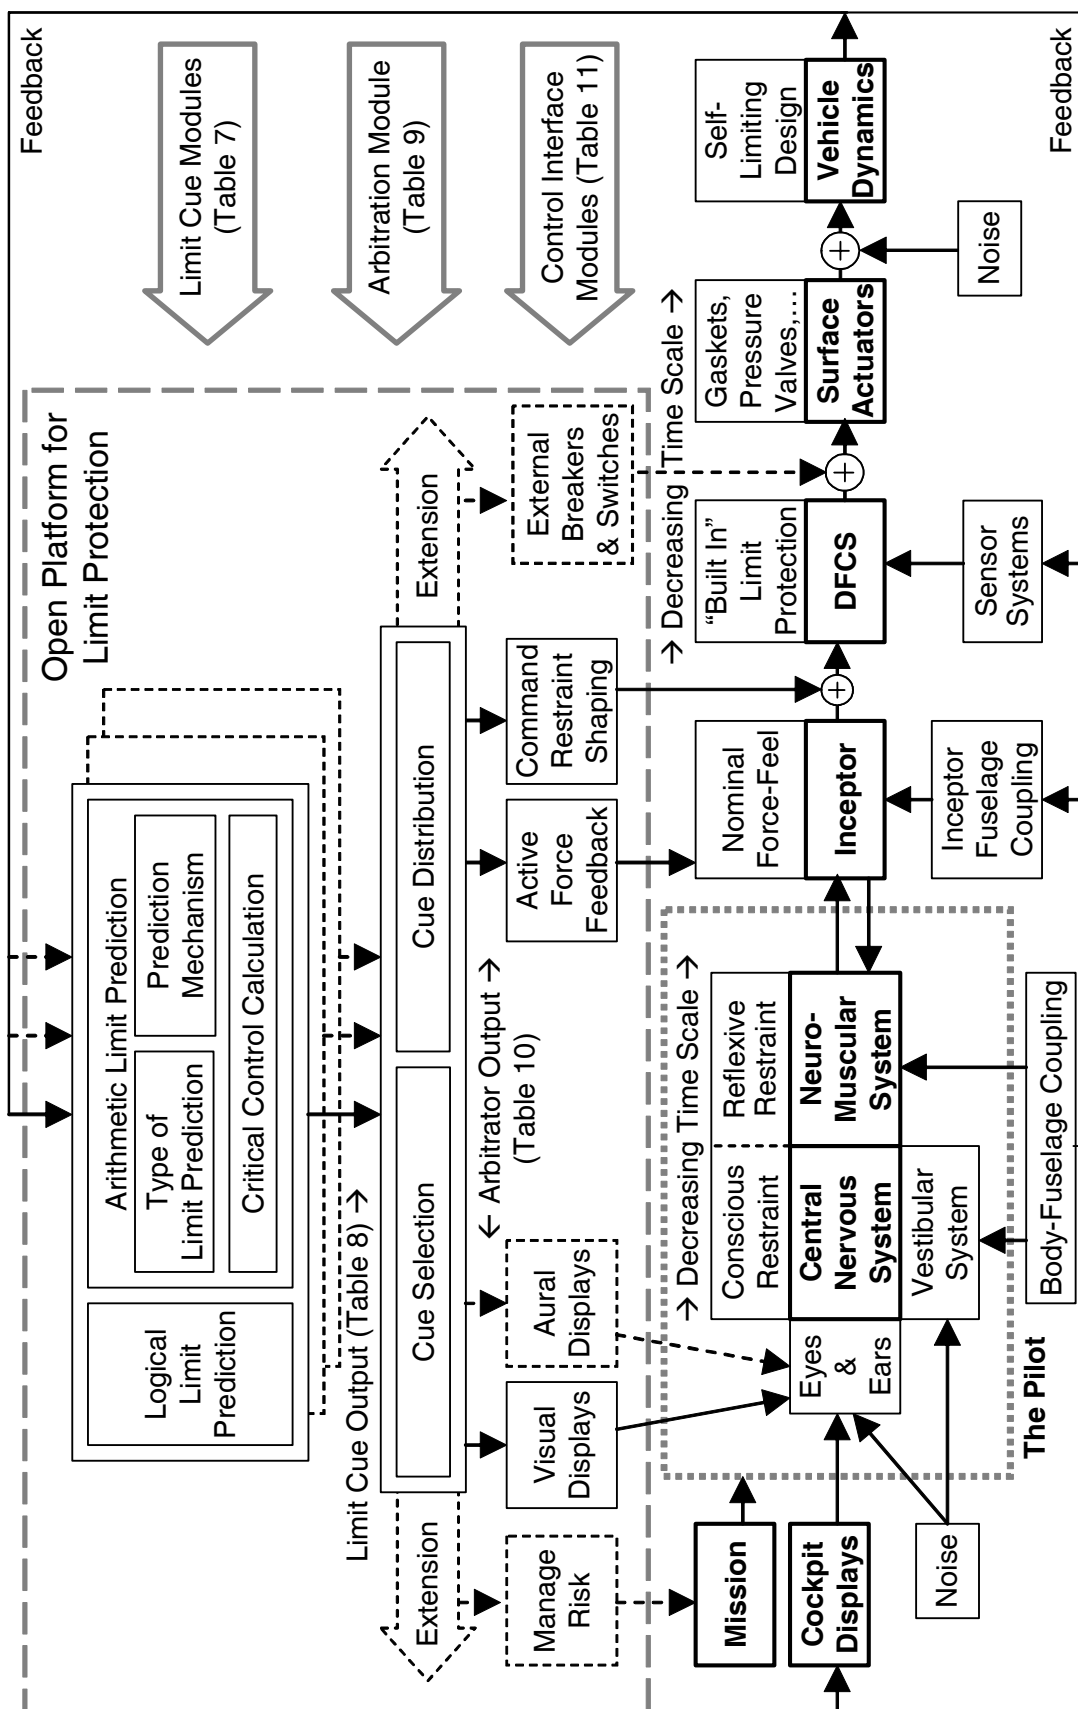 Feedback
Limit Cue Modules
(Table 7)
Arbitration Module
(Table 9)
Control Interface
Modules (Table 11)
Open Platform for
Limit Protection
Logical
Limit
Prediction
Arithmetic Limit Prediction
Type of
Limit Prediction
Prediction
Mechanism
Critical Control Calculation
Limit Cue Output (Table 8) →
Extension
Cue Selection
Cue Distribution
Extension
← Arbitrator Output →
(Table 10)
Manage
Risk
Visual
Displays
Aural
Displays
Active
Force
Feedback
Command
Restraint
Shaping
External
Breakers
& Switches
→ Decreasing Time Scale →
→ Decreasing Time Scale →
Mission
Conscious
Restraint
Reflexive
Restraint
Nominal
Force-Feel
“Built In”
Limit
Protection
Gaskets,
Pressure
Valves,…
Self-
Limiting
Design
Cockpit
Displays
Eyes
&
Ears
Central
Nervous
System
Neuro-
Muscular
System
Inceptor
+
DFCS
+
Surface
Actuators
+
Vehicle
Dynamics
Noise
Vestibular
System
Inceptor
Fuselage
Coupling
Sensor
Systems
Noise
The Pilot
Body-Fuselage Coupling
Feedback